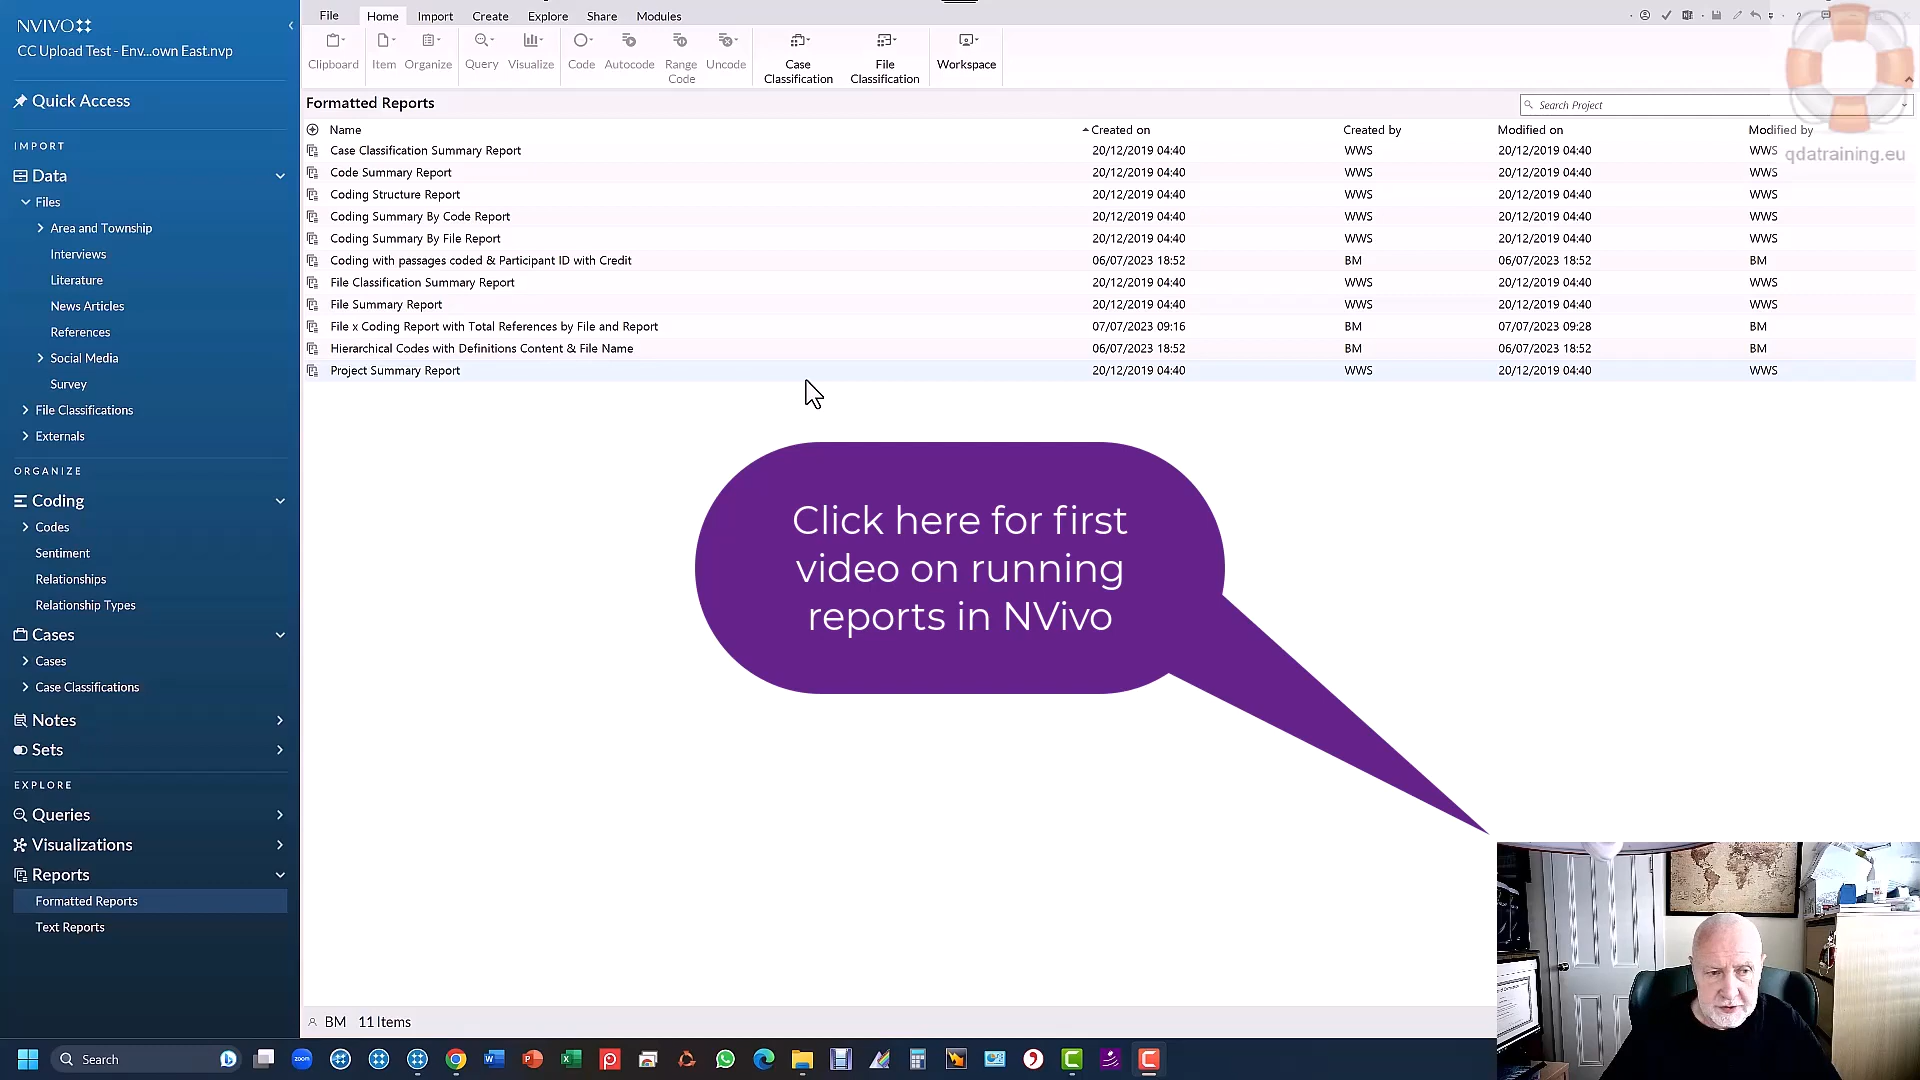 NVIVO
CC Upload Test - Env...own East.nvp
File Home Import Create Explore Share Modules
Clipboard Item Organize Query Visualize Code Autocode Range Code Uncode Case Classification File Classification Workspace
Quick Access
IMPORT
Data
Files
Area and Township
Interviews
Literature
News Articles
References
Social Media
Survey
File Classifications
Externals
ORGANIZE
Coding
Codes
Sentiment
Relationships
Relationship Types
Cases
Cases
Case Classifications
Notes
Sets
EXPLORE
Queries
Visualizations
Reports
Formatted Reports
Text Reports
Formatted Reports
Search Project
Name Created on Created by Modified on Modified by
Case Classification Summary Report 20/12/2019 04:40 WWS 20/12/2019 04:40 WWS
Code Summary Report 20/12/2019 04:40 WWS 20/12/2019 04:40 WWS
Coding Structure Report 20/12/2019 04:40 WWS 20/12/2019 04:40 WWS
Coding Summary By Code Report 20/12/2019 04:40 WWS 20/12/2019 04:40 WWS
Coding Summary By File Report 20/12/2019 04:40 WWS 20/12/2019 04:40 WWS
Coding with passages coded & Participant ID with Credit 06/07/2023 18:52 BM 06/07/2023 18:52 BM
File Classification Summary Report 20/12/2019 04:40 WWS 20/12/2019 04:40 WWS
File Summary Report 20/12/2019 04:40 WWS 20/12/2019 04:40 WWS
File x Coding Report with Total References by File and Report 07/07/2023 09:16 BM 07/07/2023 09:28 BM
Hierarchical Codes with Definitions Content & File Name 06/07/2023 18:52 BM 06/07/2023 18:52 BM
Project Summary Report 20/12/2019 04:40 WWS 20/12/2019 04:40 WWS
qdatraining.eu
Click here for first
video on running
reports in NVivo
BM 11 Items
Search
zoom